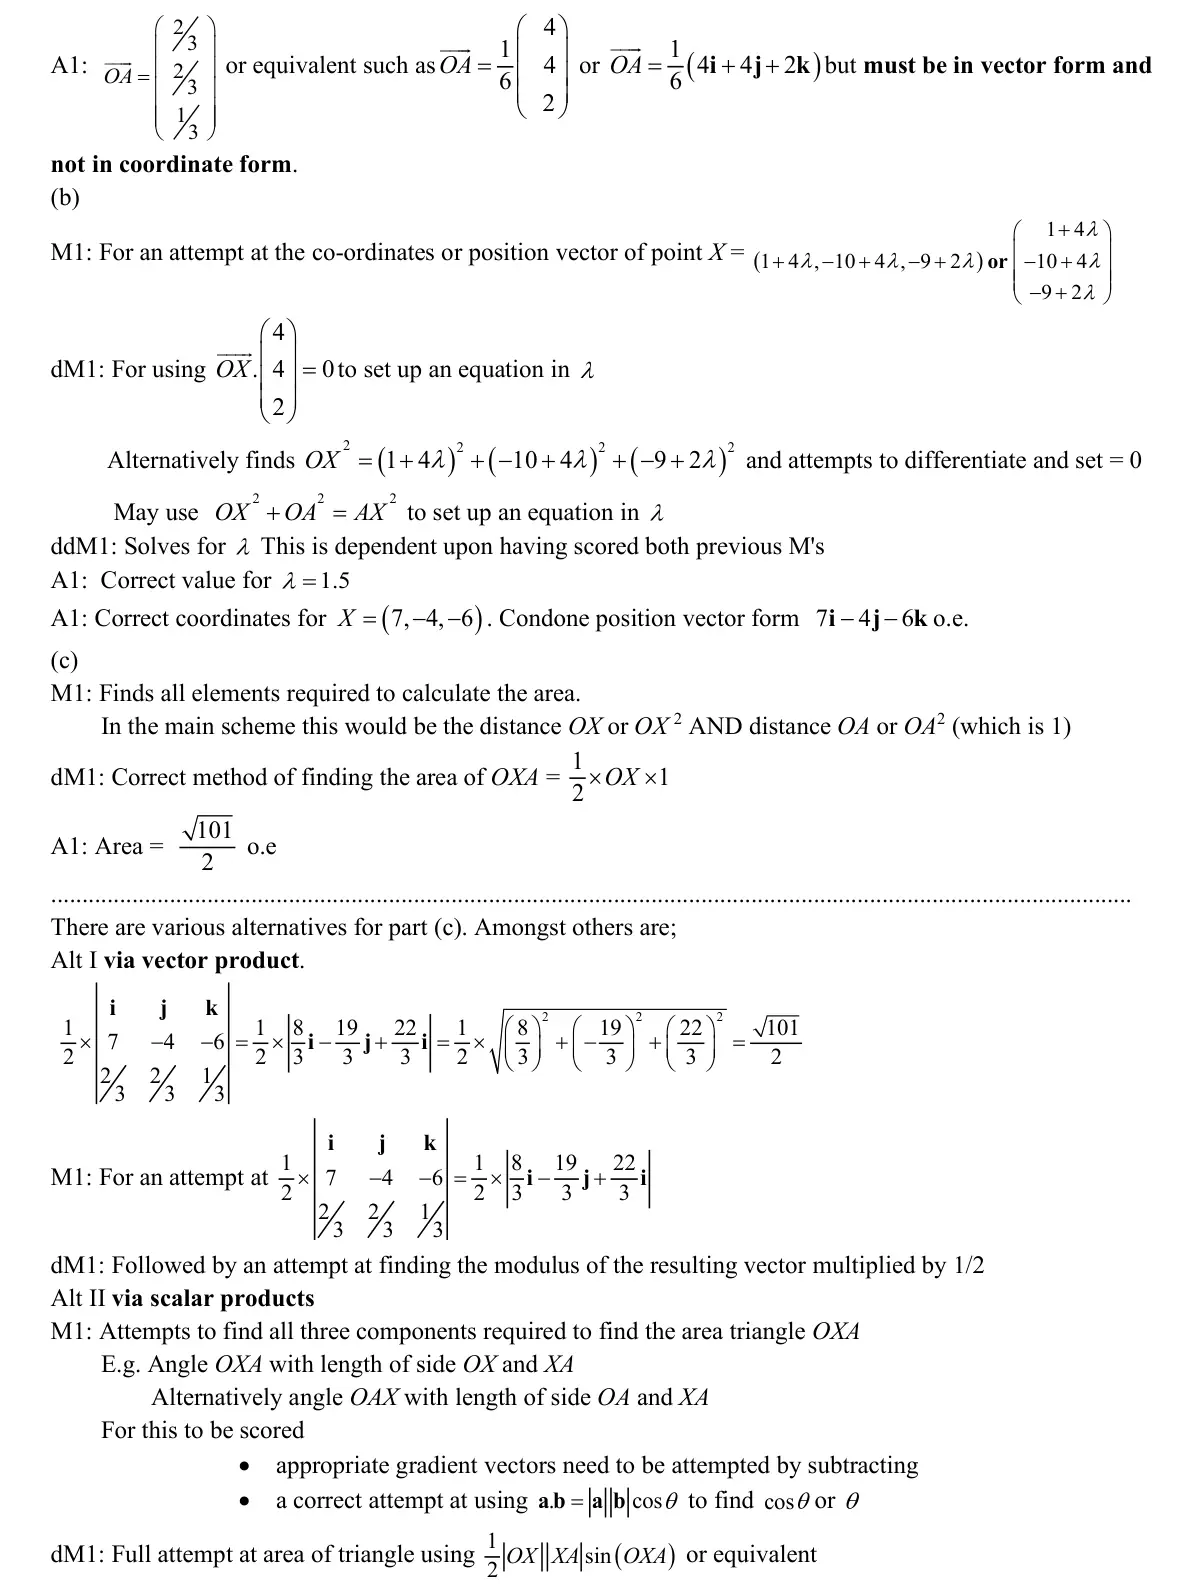 A1: $\overrightarrow{OA} = \begin{pmatrix} 2/3 \\ 2/3 \\ 1/3 \end{pmatrix}$ or equivalent such as $\overrightarrow{OA} = \frac{1}{6}\begin{pmatrix} 4 \\ 4 \\ 2 \end{pmatrix}$ or $\overrightarrow{OA} = \frac{1}{6}(4\mathbf{i}+4\mathbf{j}+2\mathbf{k})$ but **must be in vector form and**
**not in coordinate form**.
(b)
M1: For an attempt at the co-ordinates or position vector of point X = $(1+4\lambda, -10+4\lambda, -9+2\lambda)$ **or** $\begin{pmatrix} 1+4\lambda \\ -10+4\lambda \\ -9+2\lambda \end{pmatrix}$
dM1: For using $\overrightarrow{OX}.\begin{pmatrix} 4 \\ 4 \\ 2 \end{pmatrix} = 0$ to set up an equation in $\lambda$
Alternatively finds $OX^2 = (1+4\lambda)^2 + (-10+4\lambda)^2 + (-9+2\lambda)^2$ and attempts to differentiate and set = 0
May use $OX^2 + OA^2 = AX^2$ to set up an equation in $\lambda$
ddM1: Solves for $\lambda$ This is dependent upon having scored both previous M's
A1: Correct value for $\lambda = 1.5$
A1: Correct coordinates for $X = (7,-4,-6)$. Condone position vector form $7\mathbf{i}-4\mathbf{j}-6\mathbf{k}$ o.e.
(c)
M1: Finds all elements required to calculate the area.
In the main scheme this would be the distance OX or $OX^2$ AND distance OA or $OA^2$ (which is 1)
dM1: Correct method of finding the area of OXA = $\frac{1}{2} \times OX \times 1$
A1: Area = $\frac{\sqrt{101}}{2}$ o.e
...............................................................................................................................................
There are various alternatives for part (c). Amongst others are;
Alt I **via vector product**.
$\frac{1}{2} \times \begin{vmatrix} \mathbf{i} & \mathbf{j} & \mathbf{k} \\ 7 & -4 & -6 \\ 2/3 & 2/3 & 1/3 \end{vmatrix} = \frac{1}{2} \times \left| \frac{8}{3}\mathbf{i} - \frac{19}{3}\mathbf{j} + \frac{22}{3}\mathbf{i} \right| = \frac{1}{2} \times \sqrt{\left(\frac{8}{3}\right)^2 + \left(-\frac{19}{3}\right)^2 + \left(\frac{22}{3}\right)^2} = \frac{\sqrt{101}}{2}$
M1: For an attempt at $\frac{1}{2} \times \begin{vmatrix} \mathbf{i} & \mathbf{j} & \mathbf{k} \\ 7 & -4 & -6 \\ 2/3 & 2/3 & 1/3 \end{vmatrix} = \frac{1}{2} \times \left| \frac{8}{3}\mathbf{i} - \frac{19}{3}\mathbf{j} + \frac{22}{3}\mathbf{i} \right|$
dM1: Followed by an attempt at finding the modulus of the resulting vector multiplied by 1/2
Alt II **via scalar products**
M1: Attempts to find all three components required to find the area triangle OXA
E.g. Angle OXA with length of side OX and XA
Alternatively angle OAX with length of side OA and XA
For this to be scored
• appropriate gradient vectors need to be attempted by subtracting
• a correct attempt at using $\mathbf{a.b} = |\mathbf{a}||\mathbf{b}|\cos\theta$ to find $\cos\theta$ or $\theta$
dM1: Full attempt at area of triangle using $\frac{1}{2}|OX||XA|\sin(OXA)$ or equivalent